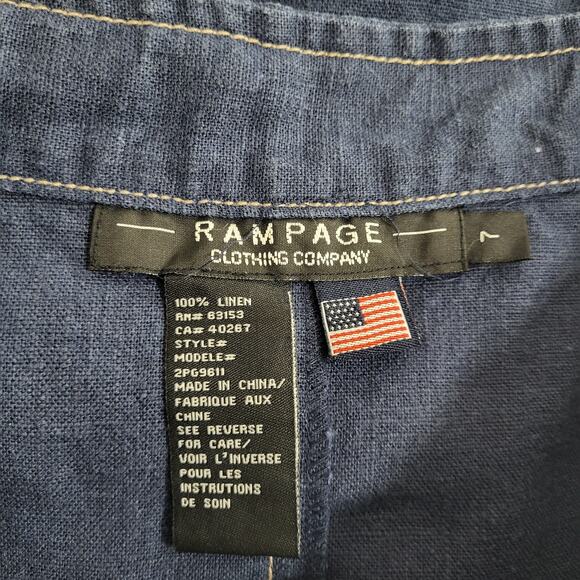 RAMPAGE
CLOTHING COMPANY
7
100% LINEN
RN# 83153
CA# 40267
STYLE#
MODELE#
2PG9611
MADE IN CHINA/
FABRIQUE AUX
CHINE
SEE REVERSE
FOR CARE/
VOIR L'INVERSE
POUR LES
INSTRUTIONS
DE SOIN